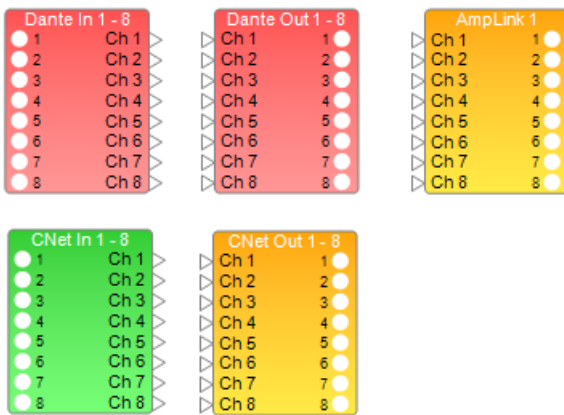 Dante In 1 - 8
1 Ch 1
2 Ch 2
3 Ch 3
4 Ch 4
5 Ch 5
6 Ch 6
7 Ch 7
8 Ch 8
Dante Out 1 - 8
Ch 1 1
Ch 2 2
Ch 3 3
Ch 4 4
Ch 5 5
Ch 6 6
Ch 7 7
Ch 8 8
AmpLink 1
Ch 1 1
Ch 2 2
Ch 3 3
Ch 4 4
Ch 5 5
Ch 6 6
Ch 7 7
Ch 8 8
CNet In 1 - 8
1 Ch 1
2 Ch 2
3 Ch 3
4 Ch 4
5 Ch 5
6 Ch 6
7 Ch 7
8 Ch 8
CNet Out 1 - 8
Ch 1 1
Ch 2 2
Ch 3 3
Ch 4 4
Ch 5 5
Ch 6 6
Ch 7 7
Ch 8 8